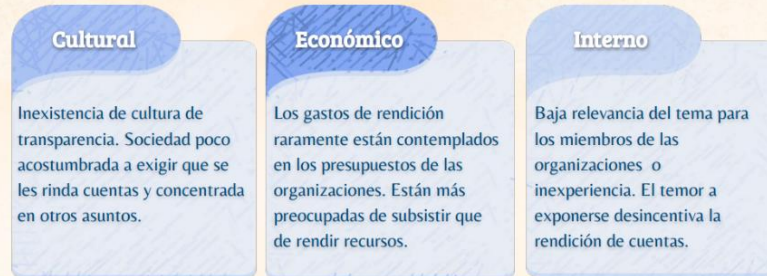 Cultural
Inexistencia de cultura de
transparencia. Sociedad poco
acostumbrada a exigir que se
les rinda cuentas y concentrada
en otros asuntos.
Económico
Los gastos de rendición
raramente están contemplados
en los presupuestos de las
organizaciones. Están más
preocupadas de subsistir que
de rendir recursos.
Interno
Baja relevancia del tema para
los miembros de las
organizaciones o
inexperiencia. El temor a
exponerse desincentiva la
rendición de cuentas.